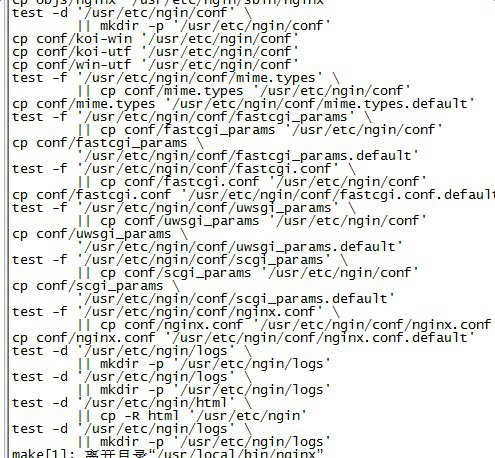 cp objs/nginx '/usr/etc/ngin/sbin/nginx'
test -d '/usr/etc/ngin/conf' \
|| mkdir -p '/usr/etc/ngin/conf'
cp conf/koi-win '/usr/etc/ngin/conf'
cp conf/koi-utf '/usr/etc/ngin/conf'
cp conf/win-utf '/usr/etc/ngin/conf'
test -f '/usr/etc/ngin/conf/mime.types' \
|| cp conf/mime.types '/usr/etc/ngin/conf'
cp conf/mime.types '/usr/etc/ngin/conf/mime.types.default'
test -f '/usr/etc/ngin/conf/fastcgi_params' \
|| cp conf/fastcgi_params '/usr/etc/ngin/conf'
cp conf/fastcgi_params \
'/usr/etc/ngin/conf/fastcgi_params.default'
test -f '/usr/etc/ngin/conf/fastcgi.conf' \
|| cp conf/fastcgi.conf '/usr/etc/ngin/conf'
cp conf/fastcgi.conf '/usr/etc/ngin/conf/fastcgi.conf.default
test -f '/usr/etc/ngin/conf/uwsgi_params' \
|| cp conf/uwsgi_params '/usr/etc/ngin/conf'
cp conf/uwsgi_params \
'/usr/etc/ngin/conf/uwsgi_params.default'
test -f '/usr/etc/ngin/conf/scgi_params' \
|| cp conf/scgi_params '/usr/etc/ngin/conf'
cp conf/scgi_params \
'/usr/etc/ngin/conf/scgi_params.default'
test -f '/usr/etc/ngin/conf/nginx.conf' \
|| cp conf/nginx.conf '/usr/etc/ngin/conf/nginx.conf
cp conf/nginx.conf '/usr/etc/ngin/conf/nginx.conf.default'
test -d '/usr/etc/ngin/logs' \
|| mkdir -p '/usr/etc/ngin/logs'
test -d '/usr/etc/ngin/logs' \
|| mkdir -p '/usr/etc/ngin/logs'
test -d '/usr/etc/ngin/html' \
|| cp -R html '/usr/etc/ngin'
test -d '/usr/etc/ngin/logs' \
|| mkdir -p '/usr/etc/ngin/logs'
make[1]: 离开目录“/usr/local/bin/nginx”